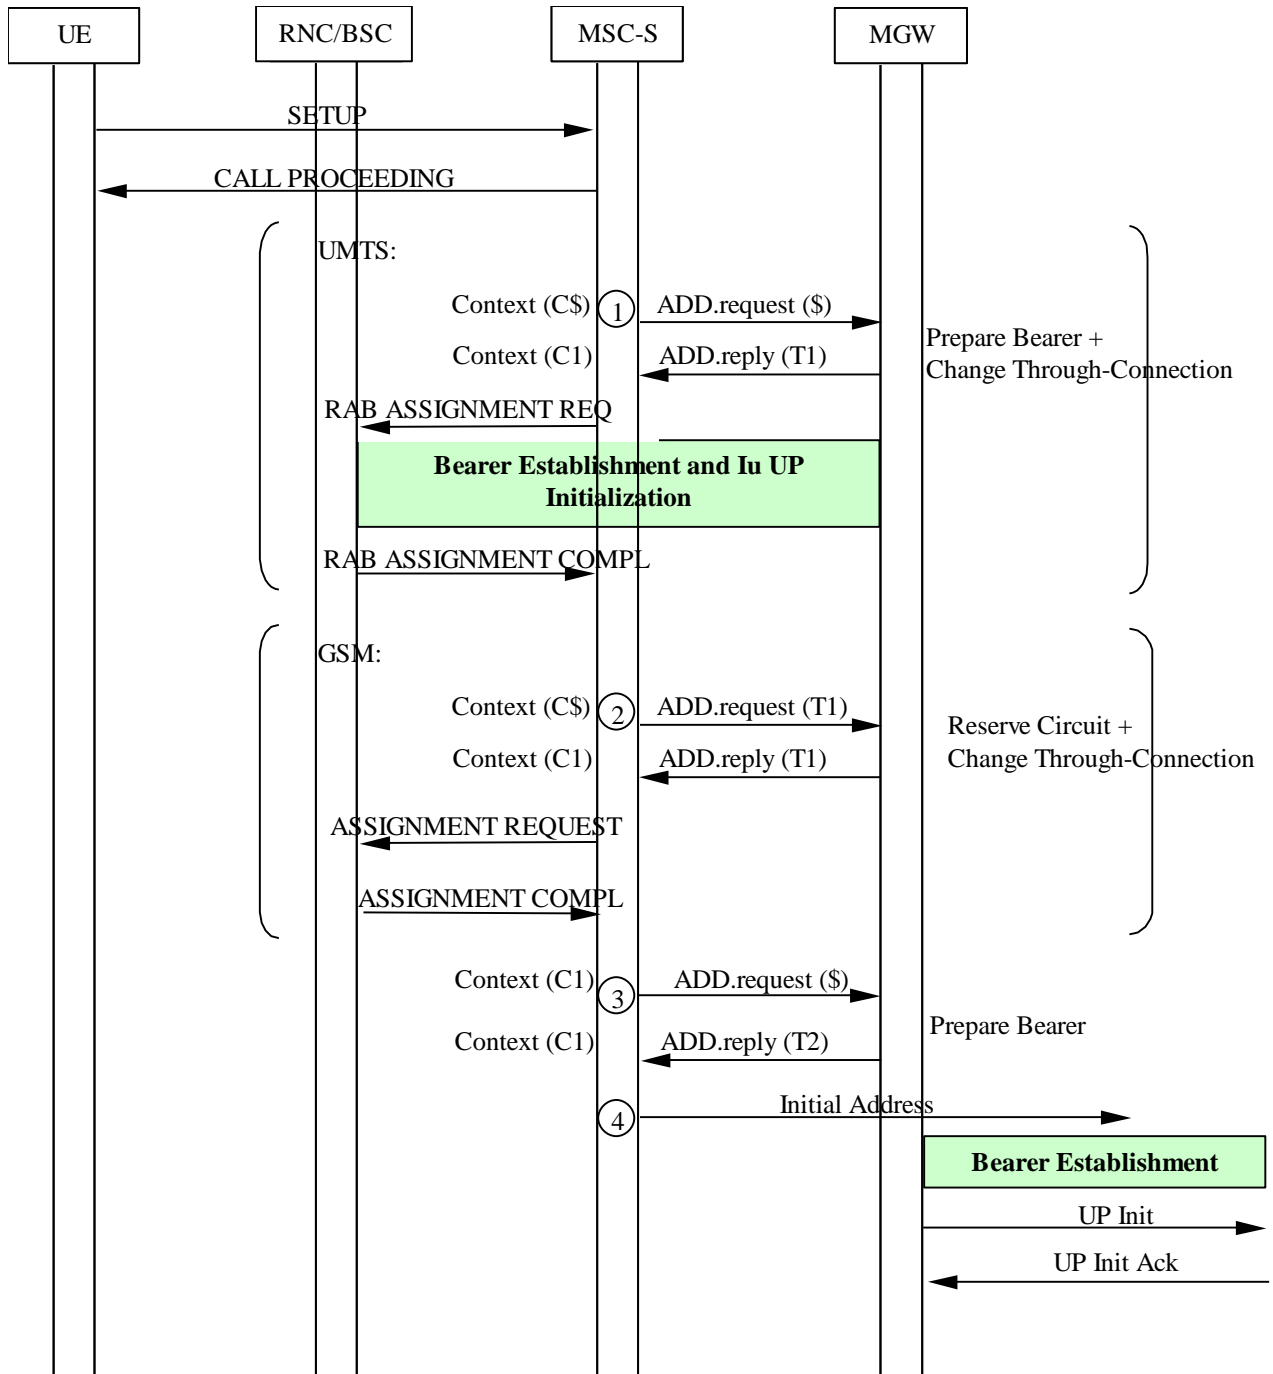 UE
RNC/BSC
MSC-S
MGW
SETUP
CALL PROCEEDING
UMTS:
Context (C$)
1
ADD.request ($)
Prepare Bearer +
Change Through-Connection
Context (C1)
ADD.reply (T1)
RAB ASSIGNMENT REQ
Bearer Establishment and Iu UP
Initialization
RAB ASSIGNMENT COMPL
GSM:
Context (C$)
2
ADD.request (T1)
Reserve Circuit +
Change Through-Connection
Context (C1)
ADD.reply (T1)
ASSIGNMENT REQUEST
ASSIGNMENT COMPL
Context (C1)
3
ADD.request ($)
Prepare Bearer
Context (C1)
ADD.reply (T2)
4
Initial Address
Bearer Establishment
UP Init
UP Init Ack